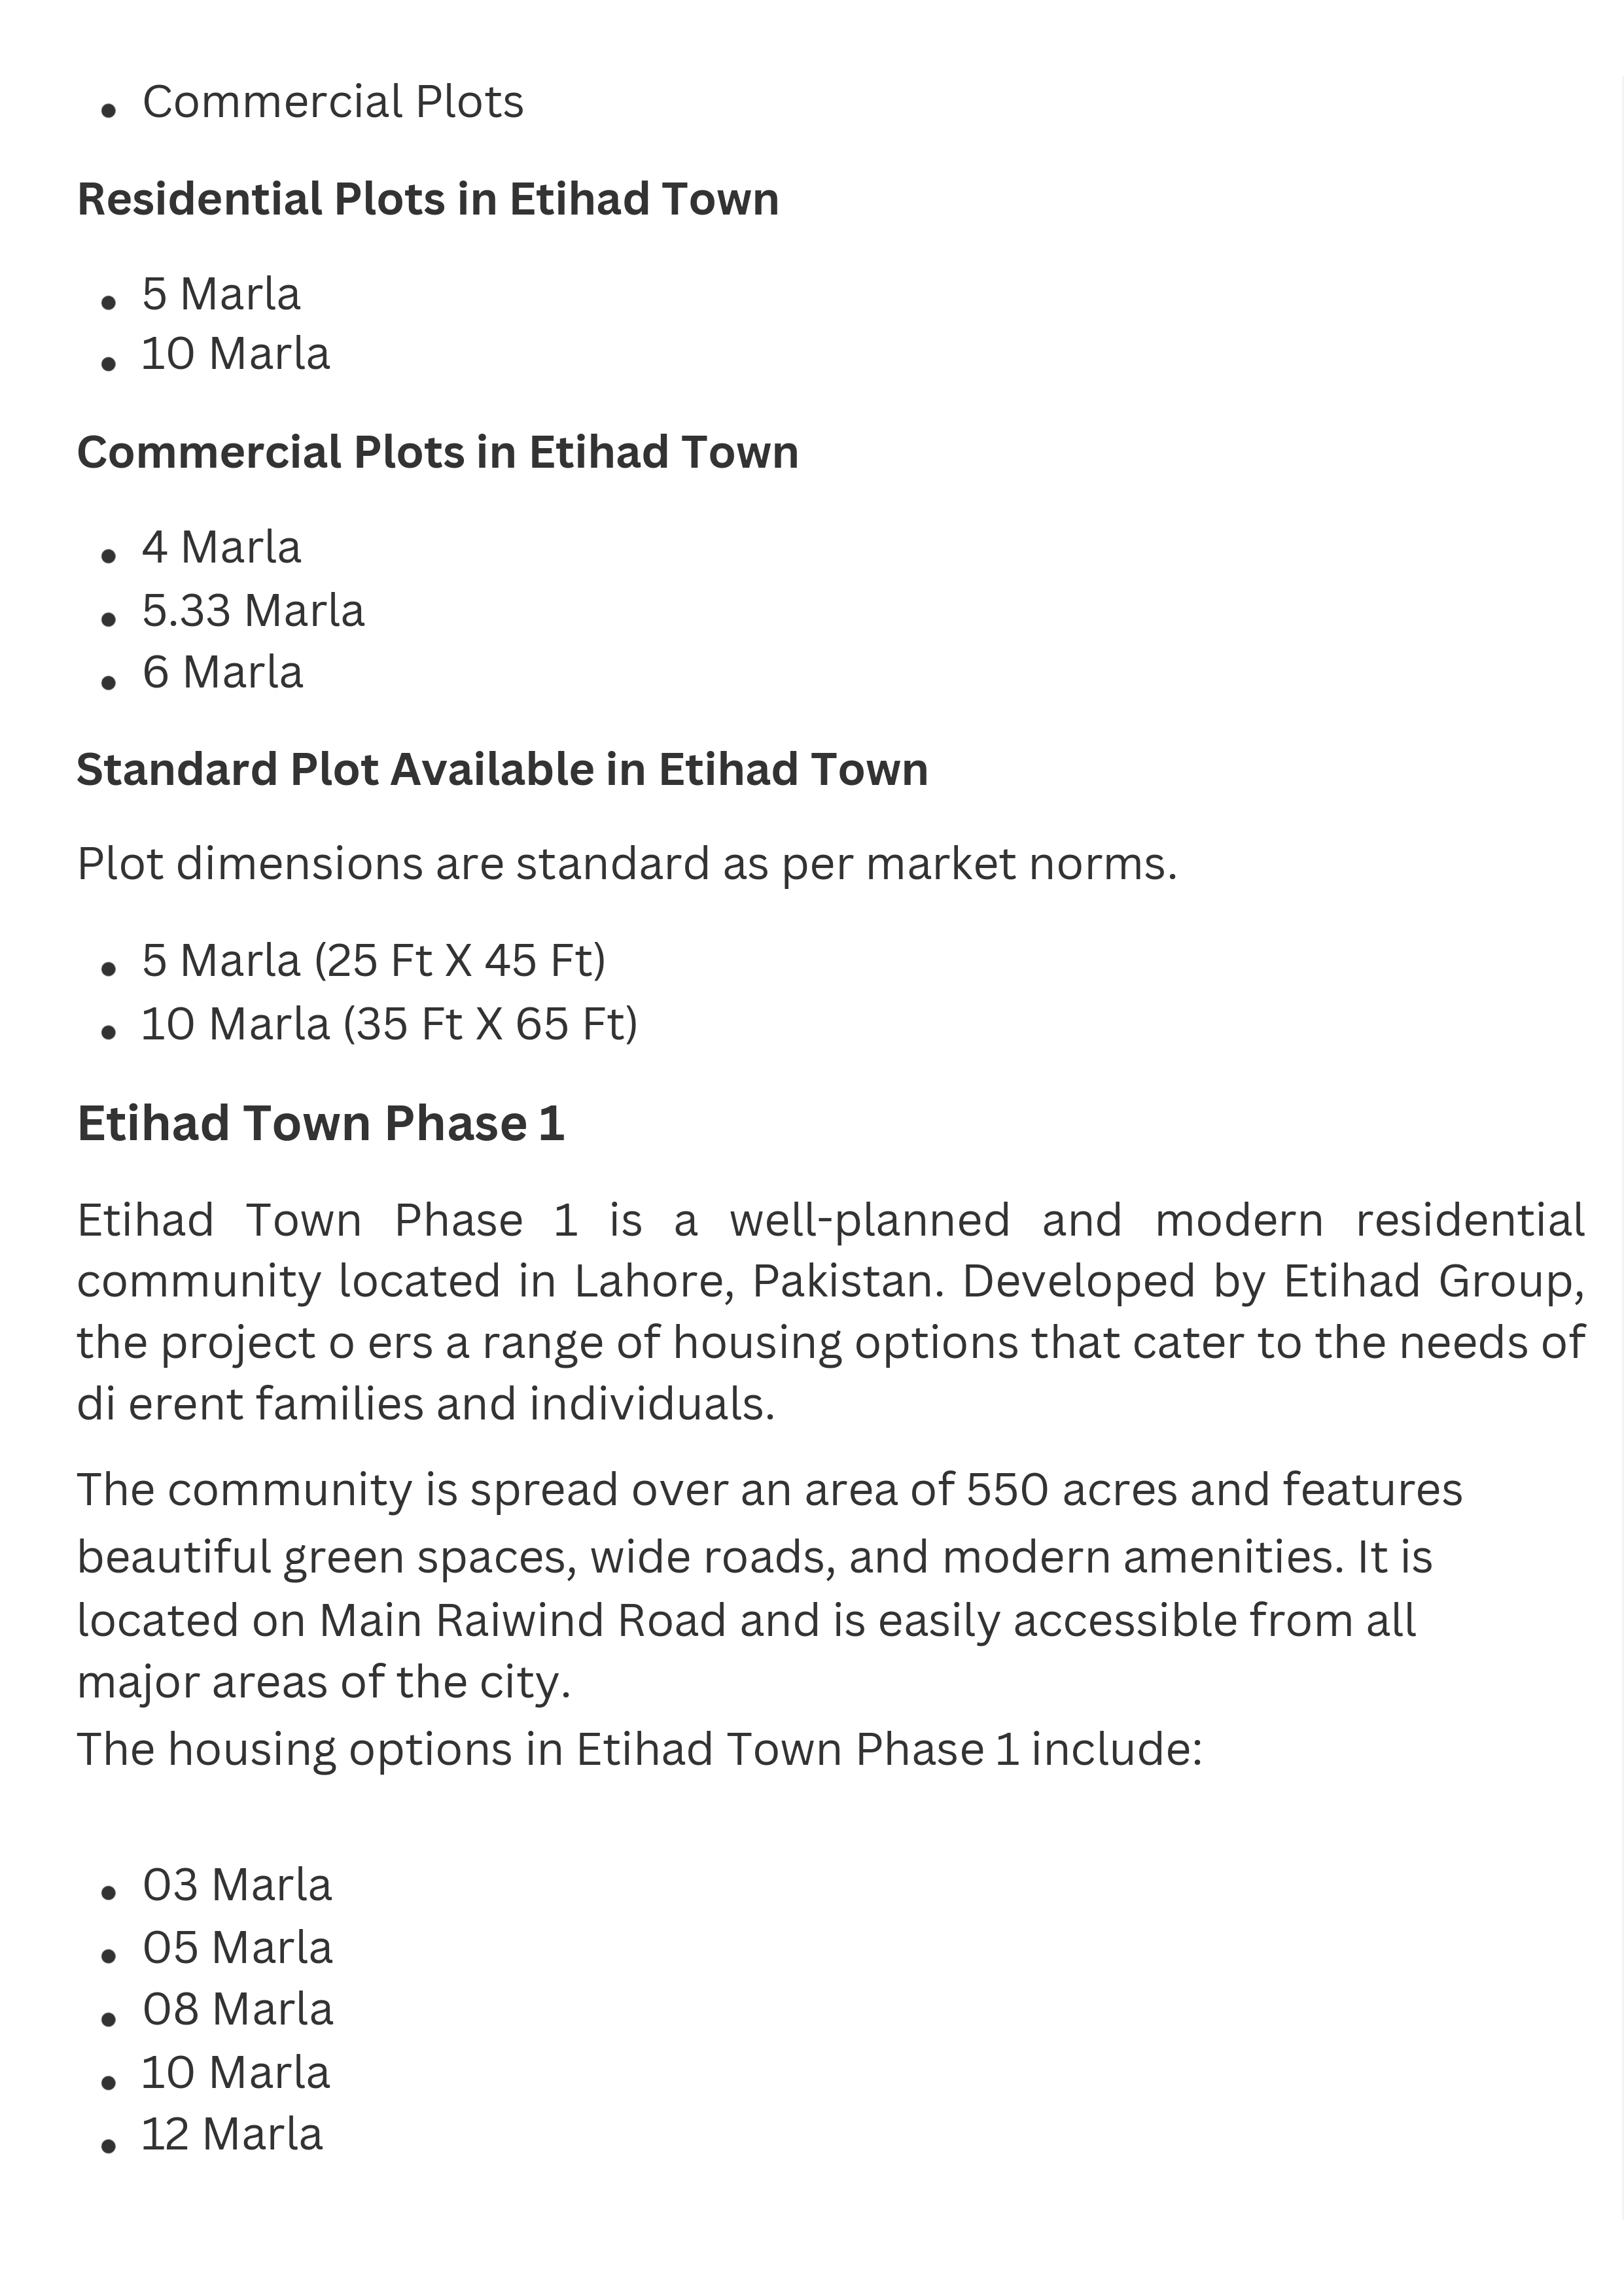 Commercial Plots
Residential Plots in Etihad Town
5 Marla
10 Marla
Commercial Plots in Etihad Town
4 Marla
5.33 Marla
6 Marla
Standard Plot Available in Etihad Town
Plot dimensions are standard as per market norms.
5 Marla (25 Ft X 45 Ft)
10 Marla (35 Ft X 65 Ft)
Etihad Town Phase 1
Etihad Town Phase 1 is a well-planned and modern residential
community located in Lahore, Pakistan. Developed by Etihad Group,
the project o ers a range of housing options that cater to the needs of
di erent families and individuals.
The community is spread over an area of 550 acres and features
beautiful green spaces, wide roads, and modern amenities. It is
located on Main Raiwind Road and is easily accessible from all
major areas of the city.
The housing options in Etihad Town Phase 1 include:
03 Marla
05 Marla
08 Marla
10 Marla
12 Marla